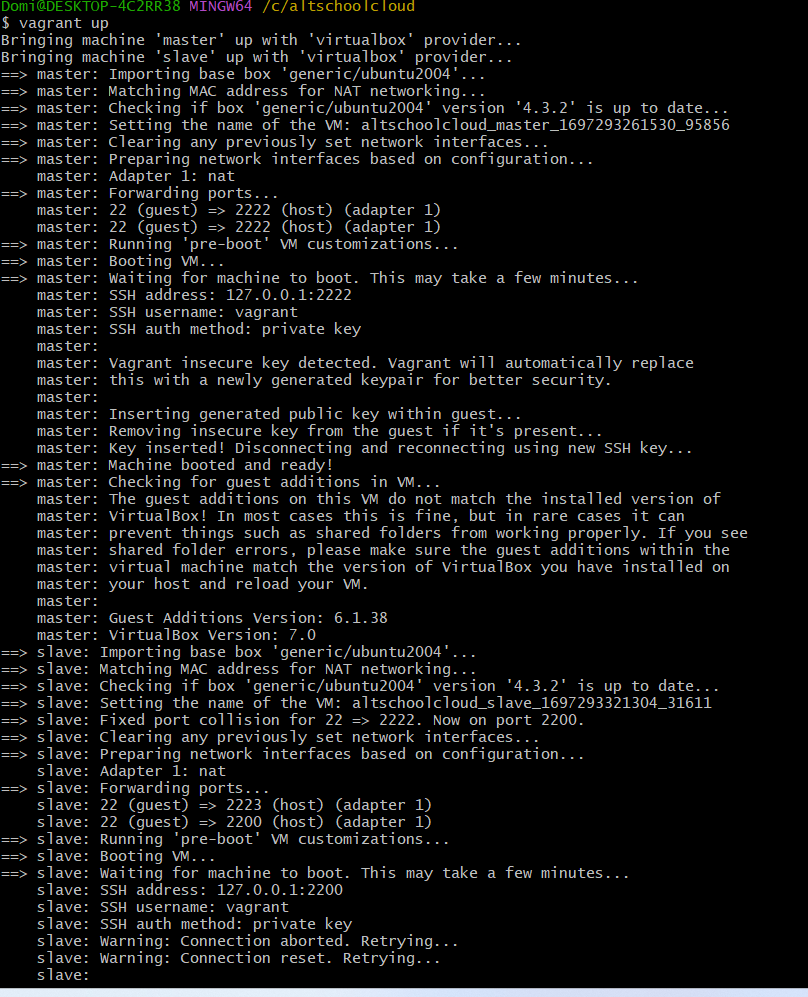 Domi@DESKTOP-4C2RR38 MINGW64 /c/altschoolcloud
$ vagrant up
Bringing machine 'master' up with 'virtualbox' provider...
Bringing machine 'slave' up with 'virtualbox' provider...
==> master: Importing base box 'generic/ubuntu2004'...
==> master: Matching MAC address for NAT networking...
==> master: Checking if box 'generic/ubuntu2004' version '4.3.2' is up to date...
==> master: Setting the name of the VM: altschoolcloud_master_1697293261530_95856
==> master: Clearing any previously set network interfaces...
==> master: Preparing network interfaces based on configuration...
    master: Adapter 1: nat
==> master: Forwarding ports...
    master: 22 (guest) => 2222 (host) (adapter 1)
    master: 22 (guest) => 2222 (host) (adapter 1)
==> master: Running 'pre-boot' VM customizations...
==> master: Booting VM...
==> master: Waiting for machine to boot. This may take a few minutes...
    master: SSH address: 127.0.0.1:2222
    master: SSH username: vagrant
    master: SSH auth method: private key
    master:
    master: Vagrant insecure key detected. Vagrant will automatically replace
    master: this with a newly generated keypair for better security.
    master:
    master: Inserting generated public key within guest...
    master: Removing insecure key from the guest if it's present...
    master: Key inserted! Disconnecting and reconnecting using new SSH key...
==> master: Machine booted and ready!
==> master: Checking for guest additions in VM...
    master: The guest additions on this VM do not match the installed version of
    master: VirtualBox! In most cases this is fine, but in rare cases it can
    master: prevent things such as shared folders from working properly. If you see
    master: shared folder errors, please make sure the guest additions within the
    master: virtual machine match the version of VirtualBox you have installed on
    master: your host and reload your VM.
    master:
    master: Guest Additions Version: 6.1.38
    master: VirtualBox Version: 7.0
==> slave: Importing base box 'generic/ubuntu2004'...
==> slave: Matching MAC address for NAT networking...
==> slave: Checking if box 'generic/ubuntu2004' version '4.3.2' is up to date...
==> slave: Setting the name of the VM: altschoolcloud_slave_1697293321304_31611
==> slave: Fixed port collision for 22 => 2222. Now on port 2200.
==> slave: Clearing any previously set network interfaces...
==> slave: Preparing network interfaces based on configuration...
    slave: Adapter 1: nat
==> slave: Forwarding ports...
    slave: 22 (guest) => 2223 (host) (adapter 1)
    slave: 22 (guest) => 2200 (host) (adapter 1)
==> slave: Running 'pre-boot' VM customizations...
==> slave: Booting VM...
==> slave: Waiting for machine to boot. This may take a few minutes...
    slave: SSH address: 127.0.0.1:2200
    slave: SSH username: vagrant
    slave: SSH auth method: private key
    slave: Warning: Connection aborted. Retrying...
    slave: Warning: Connection reset. Retrying...
    slave: